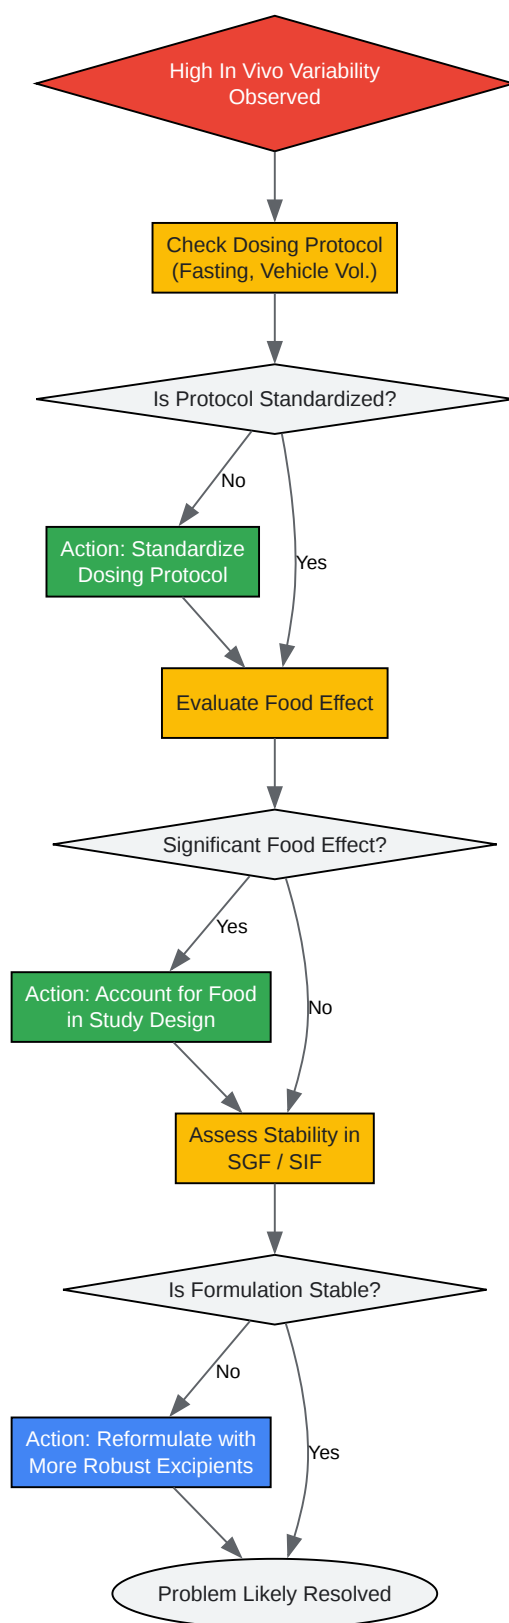 High In Vivo Variability
Observed
Check Dosing Protocol
(Fasting, Vehicle Vol.)
Is Protocol Standardized?
No
Action: Standardize
Dosing Protocol
Yes
Evaluate Food Effect
Significant Food Effect?
Yes
Action: Account for Food
in Study Design
No
Assess Stability in
SGF / SIF
Is Formulation Stable?
No
Action: Reformulate with
More Robust Excipients
Yes
Problem Likely Resolved